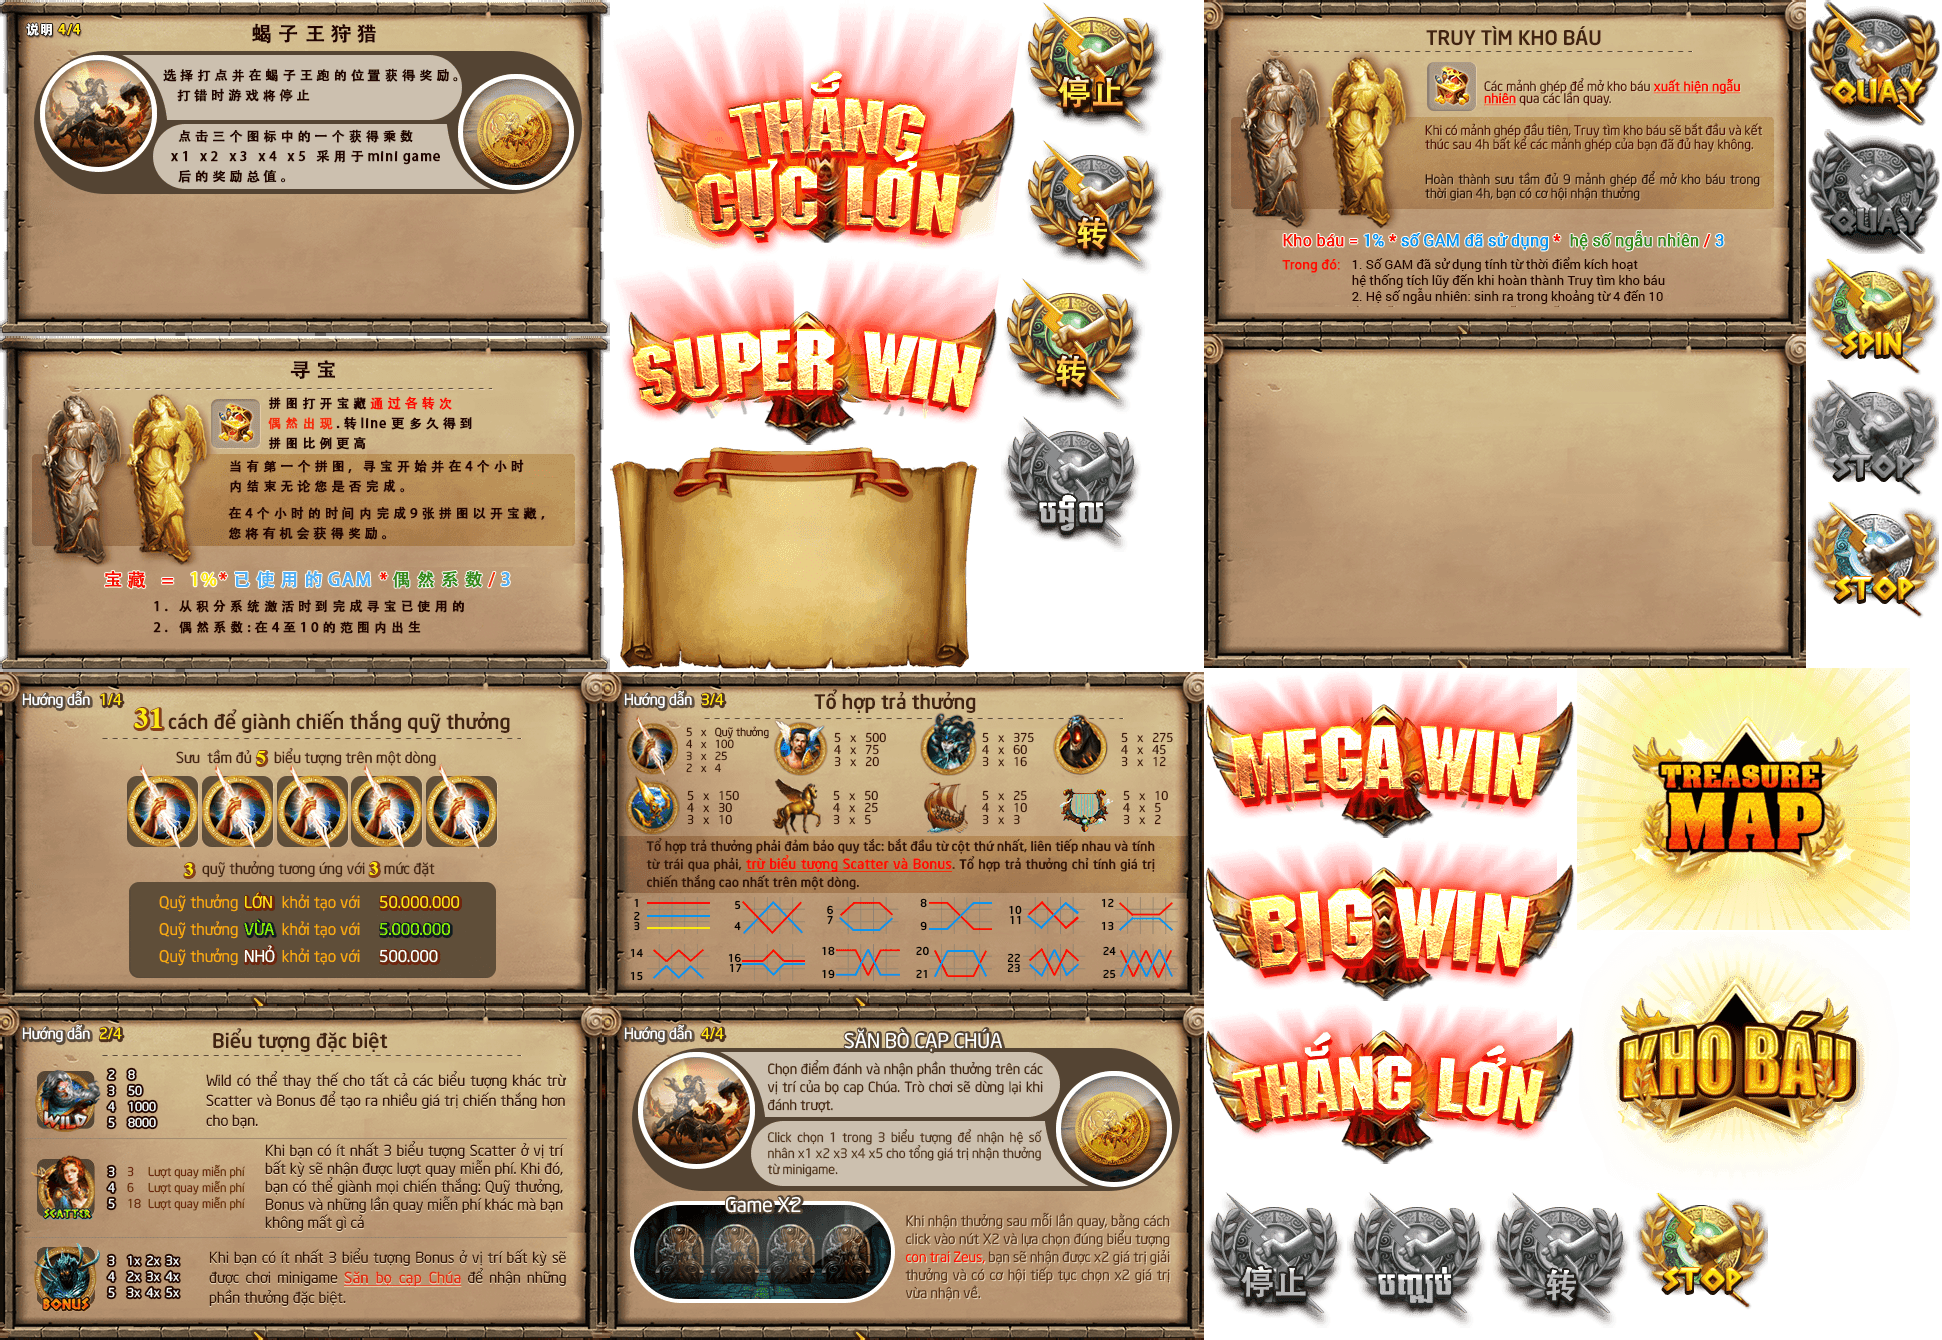 说明 4/4
蝎子王狩猎
选择打点并在蝎子王跑的位置获得奖励。
打错时游戏将停止
点击三个图标中的一个获得乘数
x1 x2 x3 x4 x5 采用于mini game
后的奖励总值。
寻宝
拼图打开宝藏通过各转次
偶然出现.转line更多久得到
拼图比例更高
当有第一个拼图，寻宝开始并在4个小时
内结束无论您是否完成。
在4个小时的时间内完成9张拼图以开宝藏,
您将有机会获得奖励。
宝藏 = 1%*已使用的GAM*偶然系数/3
1. 从积分系统激活时到完成寻宝已使用的
2. 偶然系数:在4至10的范围内出生
THẮNG
CỰC LỚN
SUPER WIN
停止
转
转
បង្វិល
TRUY TÌM KHO BÁU
Các mảnh ghép để mở kho báu xuất hiện ngẫu
nhiên qua các lần quay.
Khi có mảnh ghép đầu tiên, Truy tìm kho báu sẽ bắt đầu và kết
thúc sau 4h bất kể các mảnh ghép của bạn đã đủ hay không.
Hoàn thành sưu tầm đủ 9 mảnh ghép để mở kho báu trong
thời gian 4h, bạn có cơ hội nhận thưởng
Kho báu = 1% * số GAM đã sử dụng * hệ số ngẫu nhiên / 3
Trong đó: 1. Số GAM đã sử dụng tính từ thời điểm kích hoạt
hệ thống tích lũy đến khi hoàn thành Truy tìm kho báu
2. Hệ số ngẫu nhiên: sinh ra trong khoảng từ 4 đến 10
QUAY
QUAY
SPIN
STOP
STOP
Hướng dẫn 1/4
31 cách để giành chiến thắng quỹ thưởng
Sưu tầm đủ 5 biểu tượng trên một dòng
3 quỹ thưởng tương ứng với 3 mức đặt
Quỹ thưởng LỚN khởi tạo với 50.000.000
Quỹ thưởng VỪA khởi tạo với 5.000.000
Quỹ thưởng NHỎ khởi tạo với 500.000
Hướng dẫn 3/4
Tổ hợp trả thưởng
5 x Quỹ thưởng
4 x 100
3 x 25
2 x 4
5 x 500
4 x 75
3 x 20
5 x 375
4 x 60
3 x 16
5 x 275
4 x 45
3 x 12
5 x 150
4 x 30
3 x 10
5 x 50
4 x 25
3 x 5
5 x 25
4 x 10
3 x 3
5 x 10
4 x 5
3 x 2
Tổ hợp trả thưởng phải đảm bảo quy tắc: bắt đầu từ cột thứ nhất, liên tiếp nhau và tính
từ trái qua phải, trừ biểu tượng Scatter và Bonus. Tổ hợp trả thưởng chỉ tính giá trị
chiến thắng cao nhất trên một dòng.
1
2
3
5
4
6
7
8
9
10
11
12
13
14
15
16
17
18
19
20
21
22
23
24
25
Hướng dẫn 2/4
Biểu tượng đặc biệt
WILD
2 8
3 50
4 1000
5 8000
Wild có thể thay thế cho tất cả các biểu tượng khác trừ
Scatter và Bonus để tạo ra nhiều giá trị chiến thắng hơn
cho bạn.
SCATTER
3 3 Lượt quay miễn phí
4 6 Lượt quay miễn phí
5 18 Lượt quay miễn phí
Khi bạn có ít nhất 3 biểu tượng Scatter ở vị trí
bất kỳ sẽ nhận được lượt quay miễn phí. Khi đó,
bạn có thể giành mọi chiến thắng: Quỹ thưởng,
Bonus và những lần quay miễn phí khác mà bạn
không mất gì cả
BONUS
3 1x 2x 3x
4 2x 3x 4x
5 3x 4x 5x
Khi bạn có ít nhất 3 biểu tượng Bonus ở vị trí bất kỳ sẽ
được chơi minigame Săn bọ cạp Chúa để nhận những
phần thưởng đặc biệt.
Hướng dẫn 4/4
SĂN BỌ CẠP CHÚA
Chọn điểm đánh và nhận phần thưởng trên các
vị trí của bọ cạp Chúa. Trò chơi sẽ dừng lại khi
đánh trượt.
Click chọn 1 trong 3 biểu tượng để nhận hệ số
nhân x1 x2 x3 x4 x5 cho tổng giá trị nhận thưởng
từ minigame.
Game X2
Khi nhận thưởng sau mỗi lần quay, bằng cách
click vào nút X2 và lựa chọn đúng biểu tượng
con trai Zeus, bạn sẽ nhận được x2 giá trị giải
thưởng và có cơ hội tiếp tục chọn x2 giá trị
vừa nhận về.
MEGA WIN
BIG WIN
THẮNG LỚN
TREASURE
MAP
KHO BÁU
停止
បញ្ឈប់
转
STOP